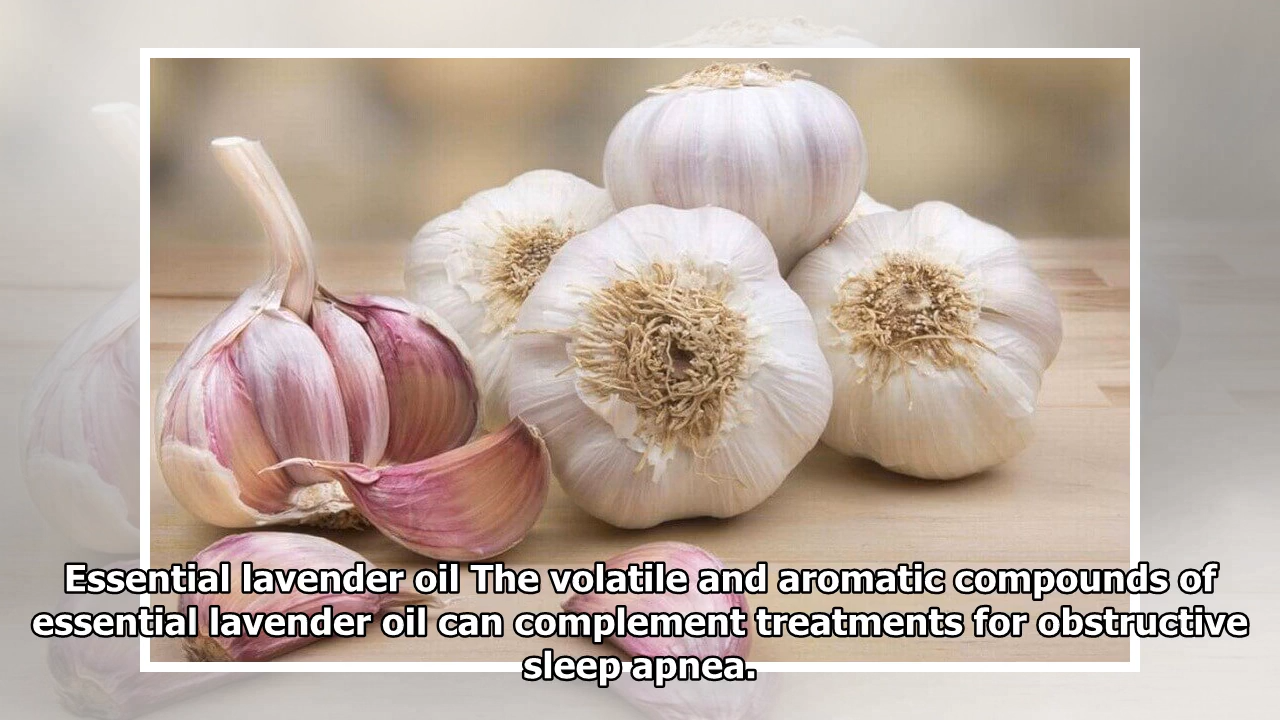 Essential lavender oil The volatile and aromatic compounds of
essential lavender oil can complement treatments for obstructive
sleep apnea.